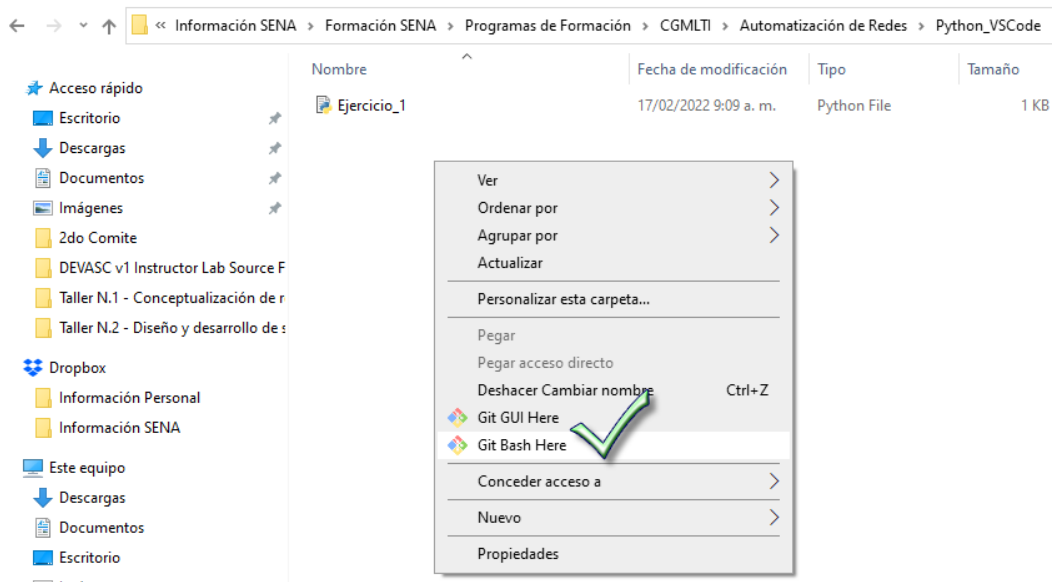 « Información SENA > Formación SENA > Programas de Formación > CGMLTI > Automatización de Redes > Python_VSCode
Nombre Fecha de modificación Tipo Tamaño
Ejercicio_1 17/02/2022 9:09 a. m. Python File 1 KB
Acceso rápido
Escritorio
Descargas
Documentos
Imágenes
2do Comite
DEVASC v1 Instructor Lab Source F
Taller N.1 - Conceptualización de r
Taller N.2 - Diseño y desarrollo de s
Dropbox
Información Personal
Información SENA
Este equipo
Descargas
Documentos
Escritorio
Ver
Ordenar por
Agrupar por
Actualizar
Personalizar esta carpeta...
Pegar
Pegar acceso directo
Deshacer Cambiar nombre Ctrl+Z
Git GUI Here
Git Bash Here
Conceder acceso a
Nuevo
Propiedades